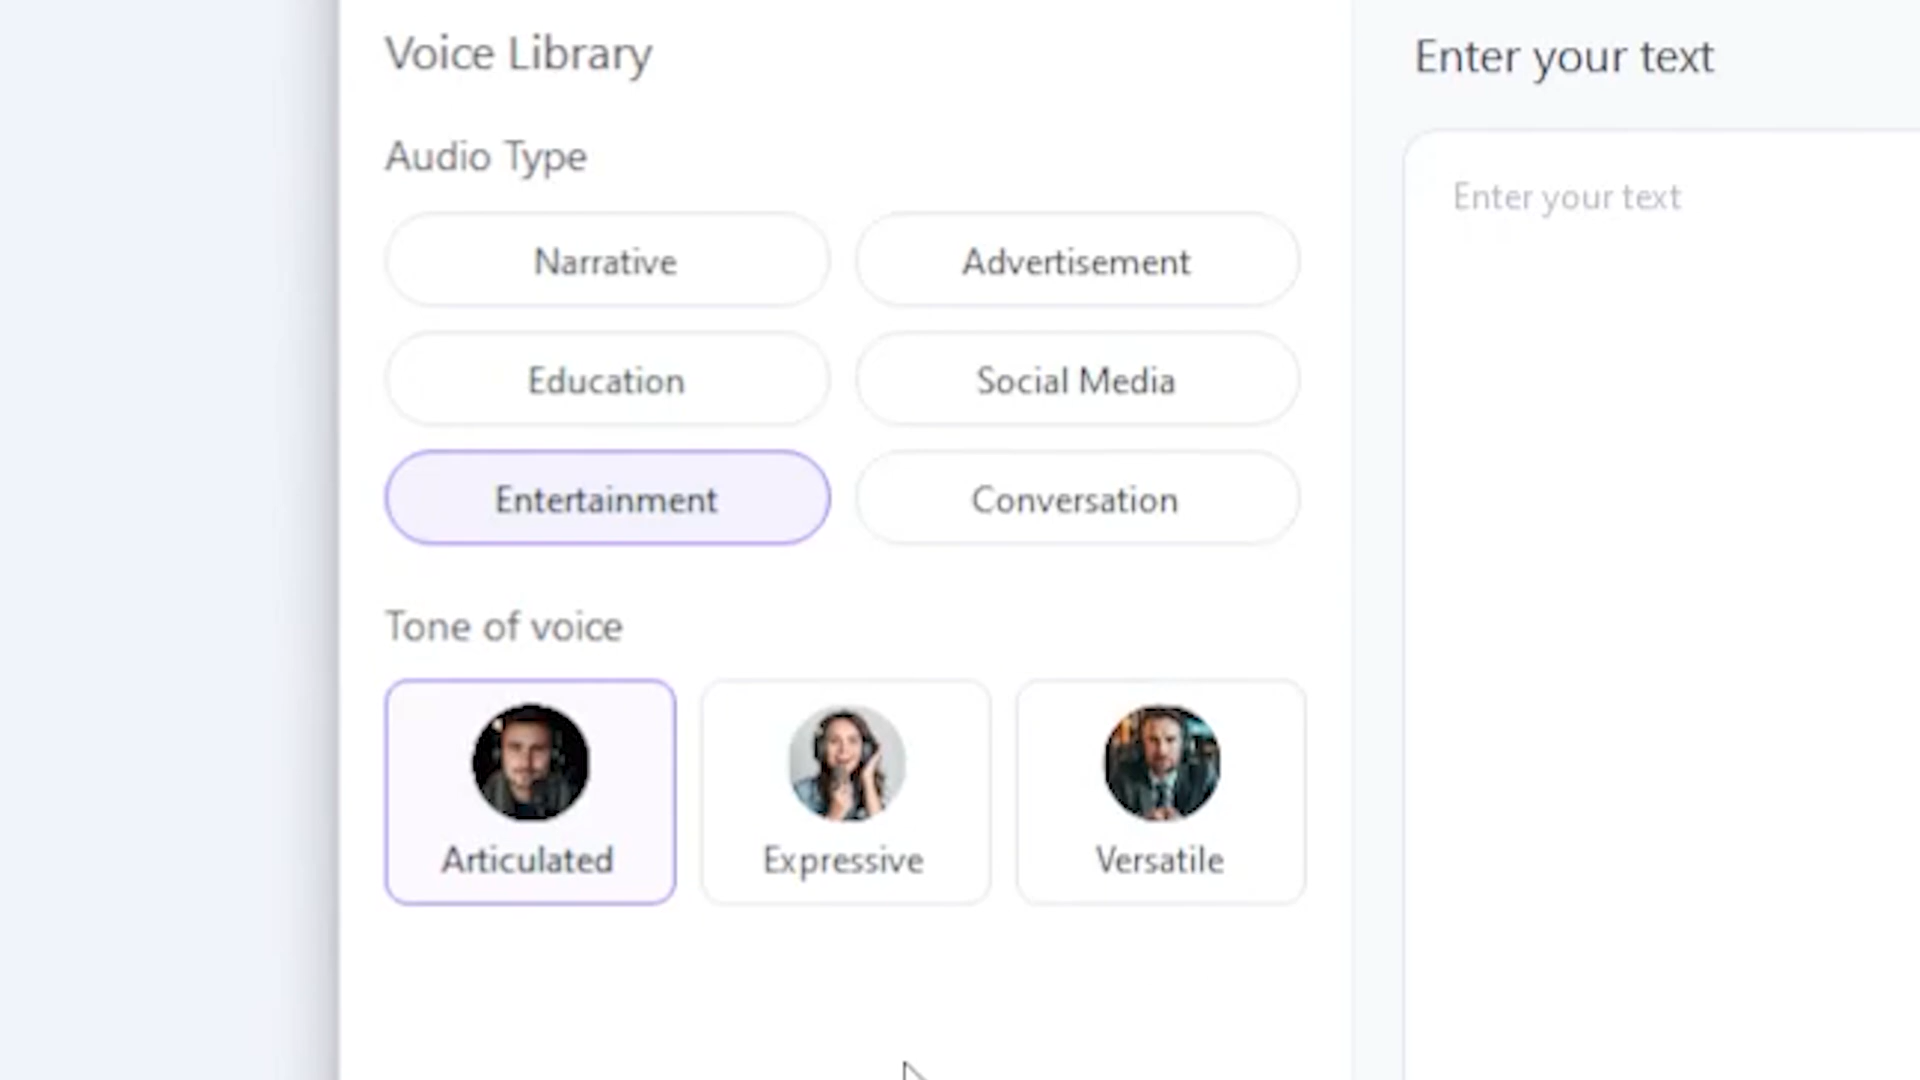 Voice Library
Audio Type
Narrative
Advertisement
Education
Social Media
Entertainment
Conversation
Tone of voice
Articulated
Expressive
Versatile
Enter your text
Enter your text